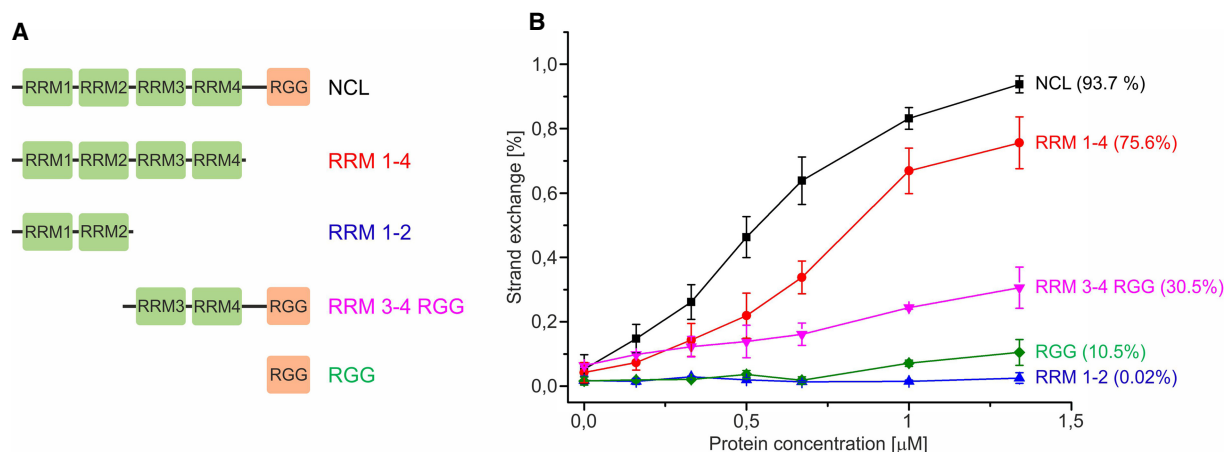 A
RRM1 RRM2 RRM3 RRM4 RGG NCL
RRM1 RRM2 RRM3 RRM4 RRM 1-4
RRM1 RRM2 RRM 1-2
RRM3 RRM4 RGG RRM 3-4 RGG
RGG RGG
B
Strand exchange [%]
1,0
0,8
0,6
0,4
0,2
0,0
0,0 0,5 1 1,5
Protein concentration [μM]
NCL (93.7 %)
RRM 1-4 (75.6%)
RRM 3-4 RGG (30.5%)
RGG (10.5%)
RRM 1-2 (0.02%)